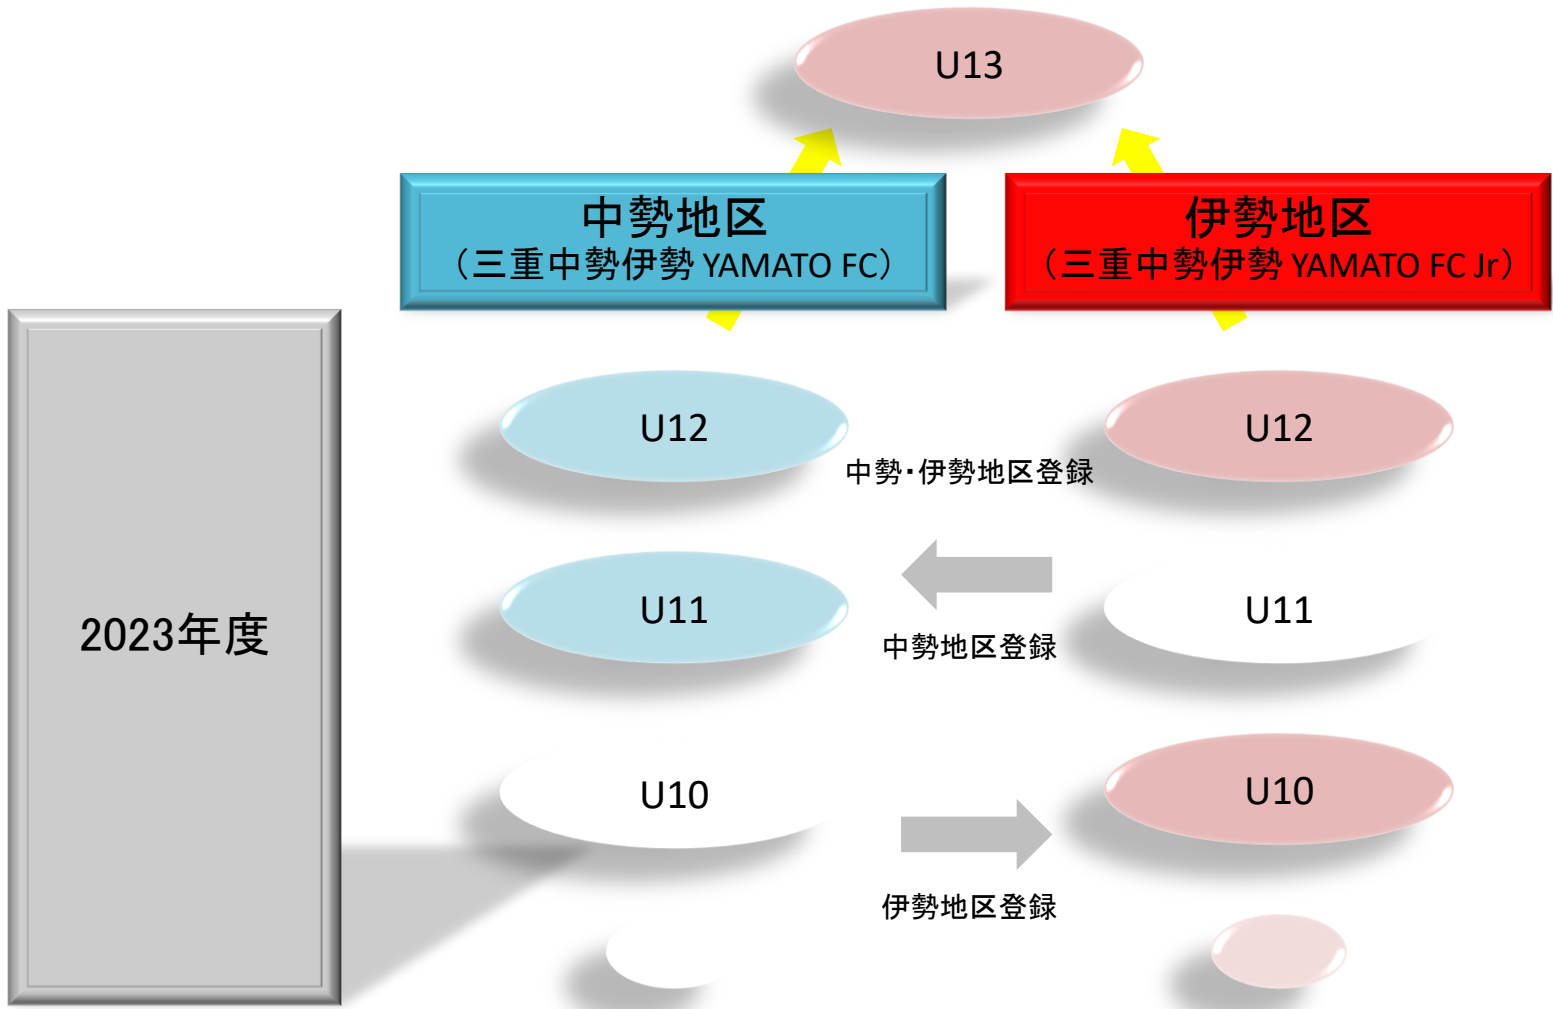 U13
中勢地区
（三重中勢伊勢 YAMATO FC）
伊勢地区
（三重中勢伊勢 YAMATO FC Jr）
2023年度
U12
中勢・伊勢地区登録
U12
U11
中勢地区登録
U11
U10
伊勢地区登録
U10